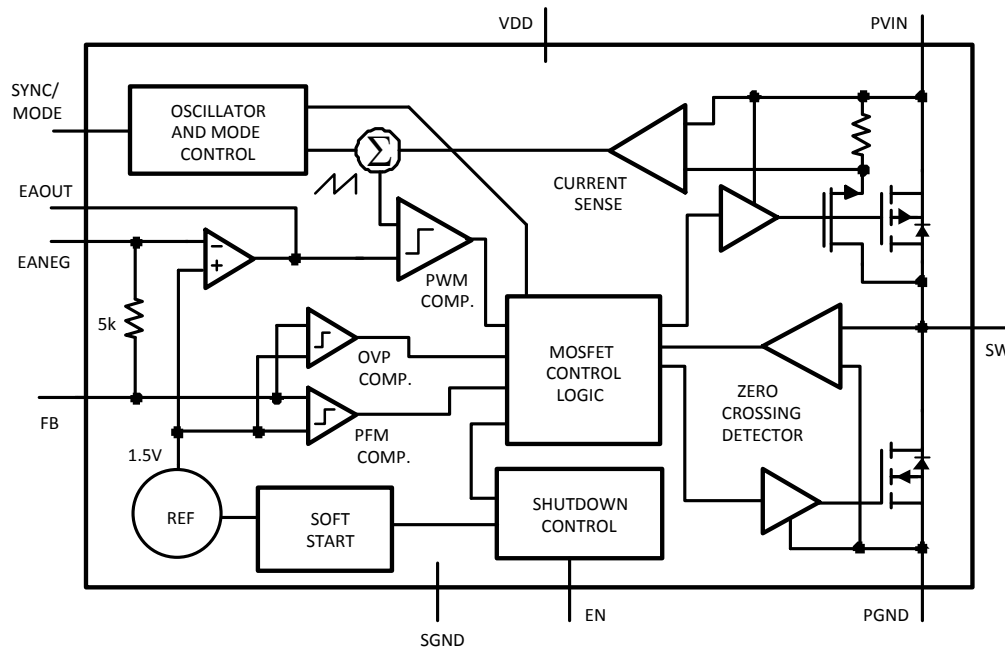 VDD
PVIN
SYNC/
MODE
OSCILLATOR
AND MODE
CONTROL
Σ
CURRENT
SENSE
EAOUT
EANEG
−
+
PWM
COMP.
5k
OVP
COMP.
MOSFET
CONTROL
LOGIC
SW
ZERO
CROSSING
DETECTOR
FB
PFM
COMP.
1.5V
REF
SOFT
START
SHUTDOWN
CONTROL
SGND
EN
PGND